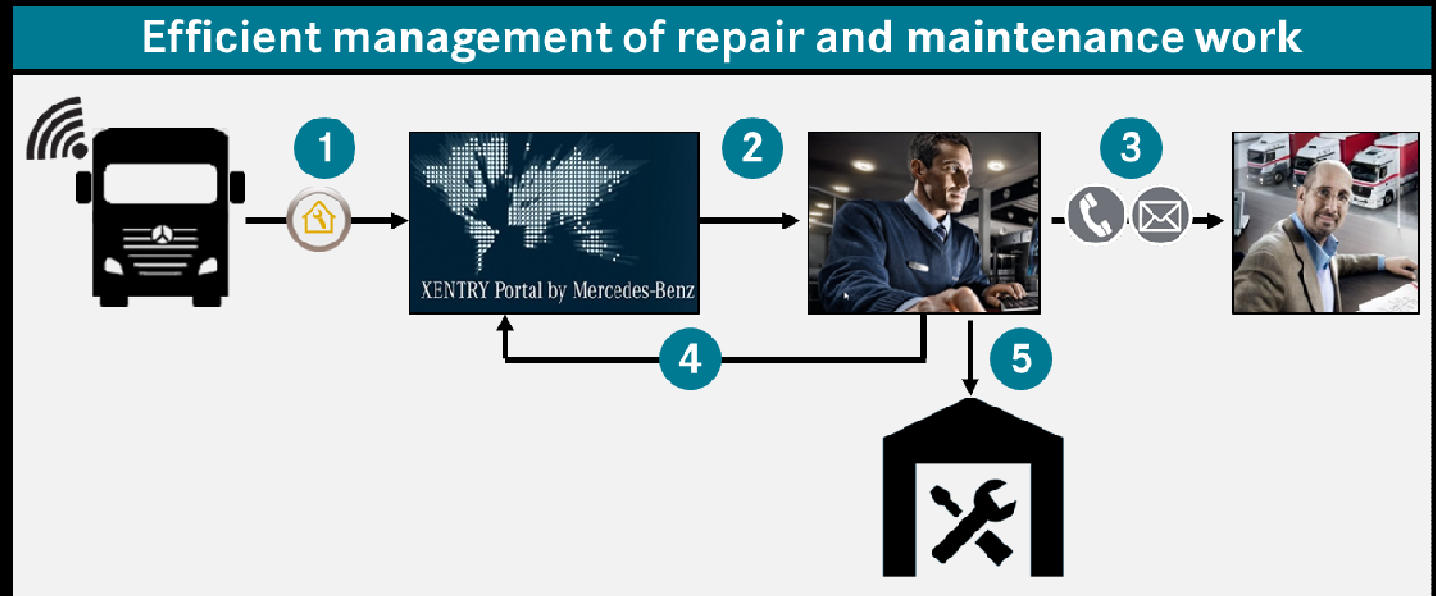 Efficient management of repair and maintenance work
1
2
3
XENTRY Portal by Mercedes-Benz
4
5